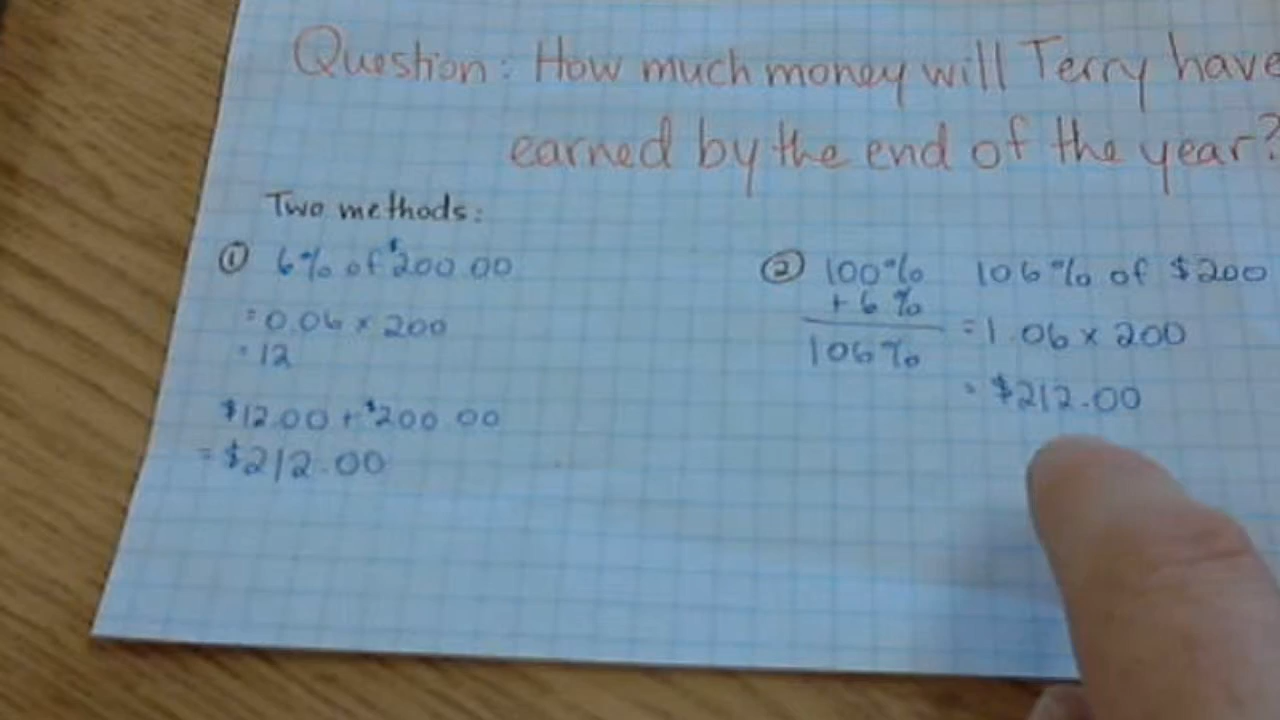 Question: How much money will Terry have
earned by the end of the year?
Two methods:
① 6% of $200.00
= 0.06 × 200
= 12
$12.00 + $200.00
= $212.00
② 100%
+ 6%
106%
106% of $200
= 1.06 × 200
= $212.00